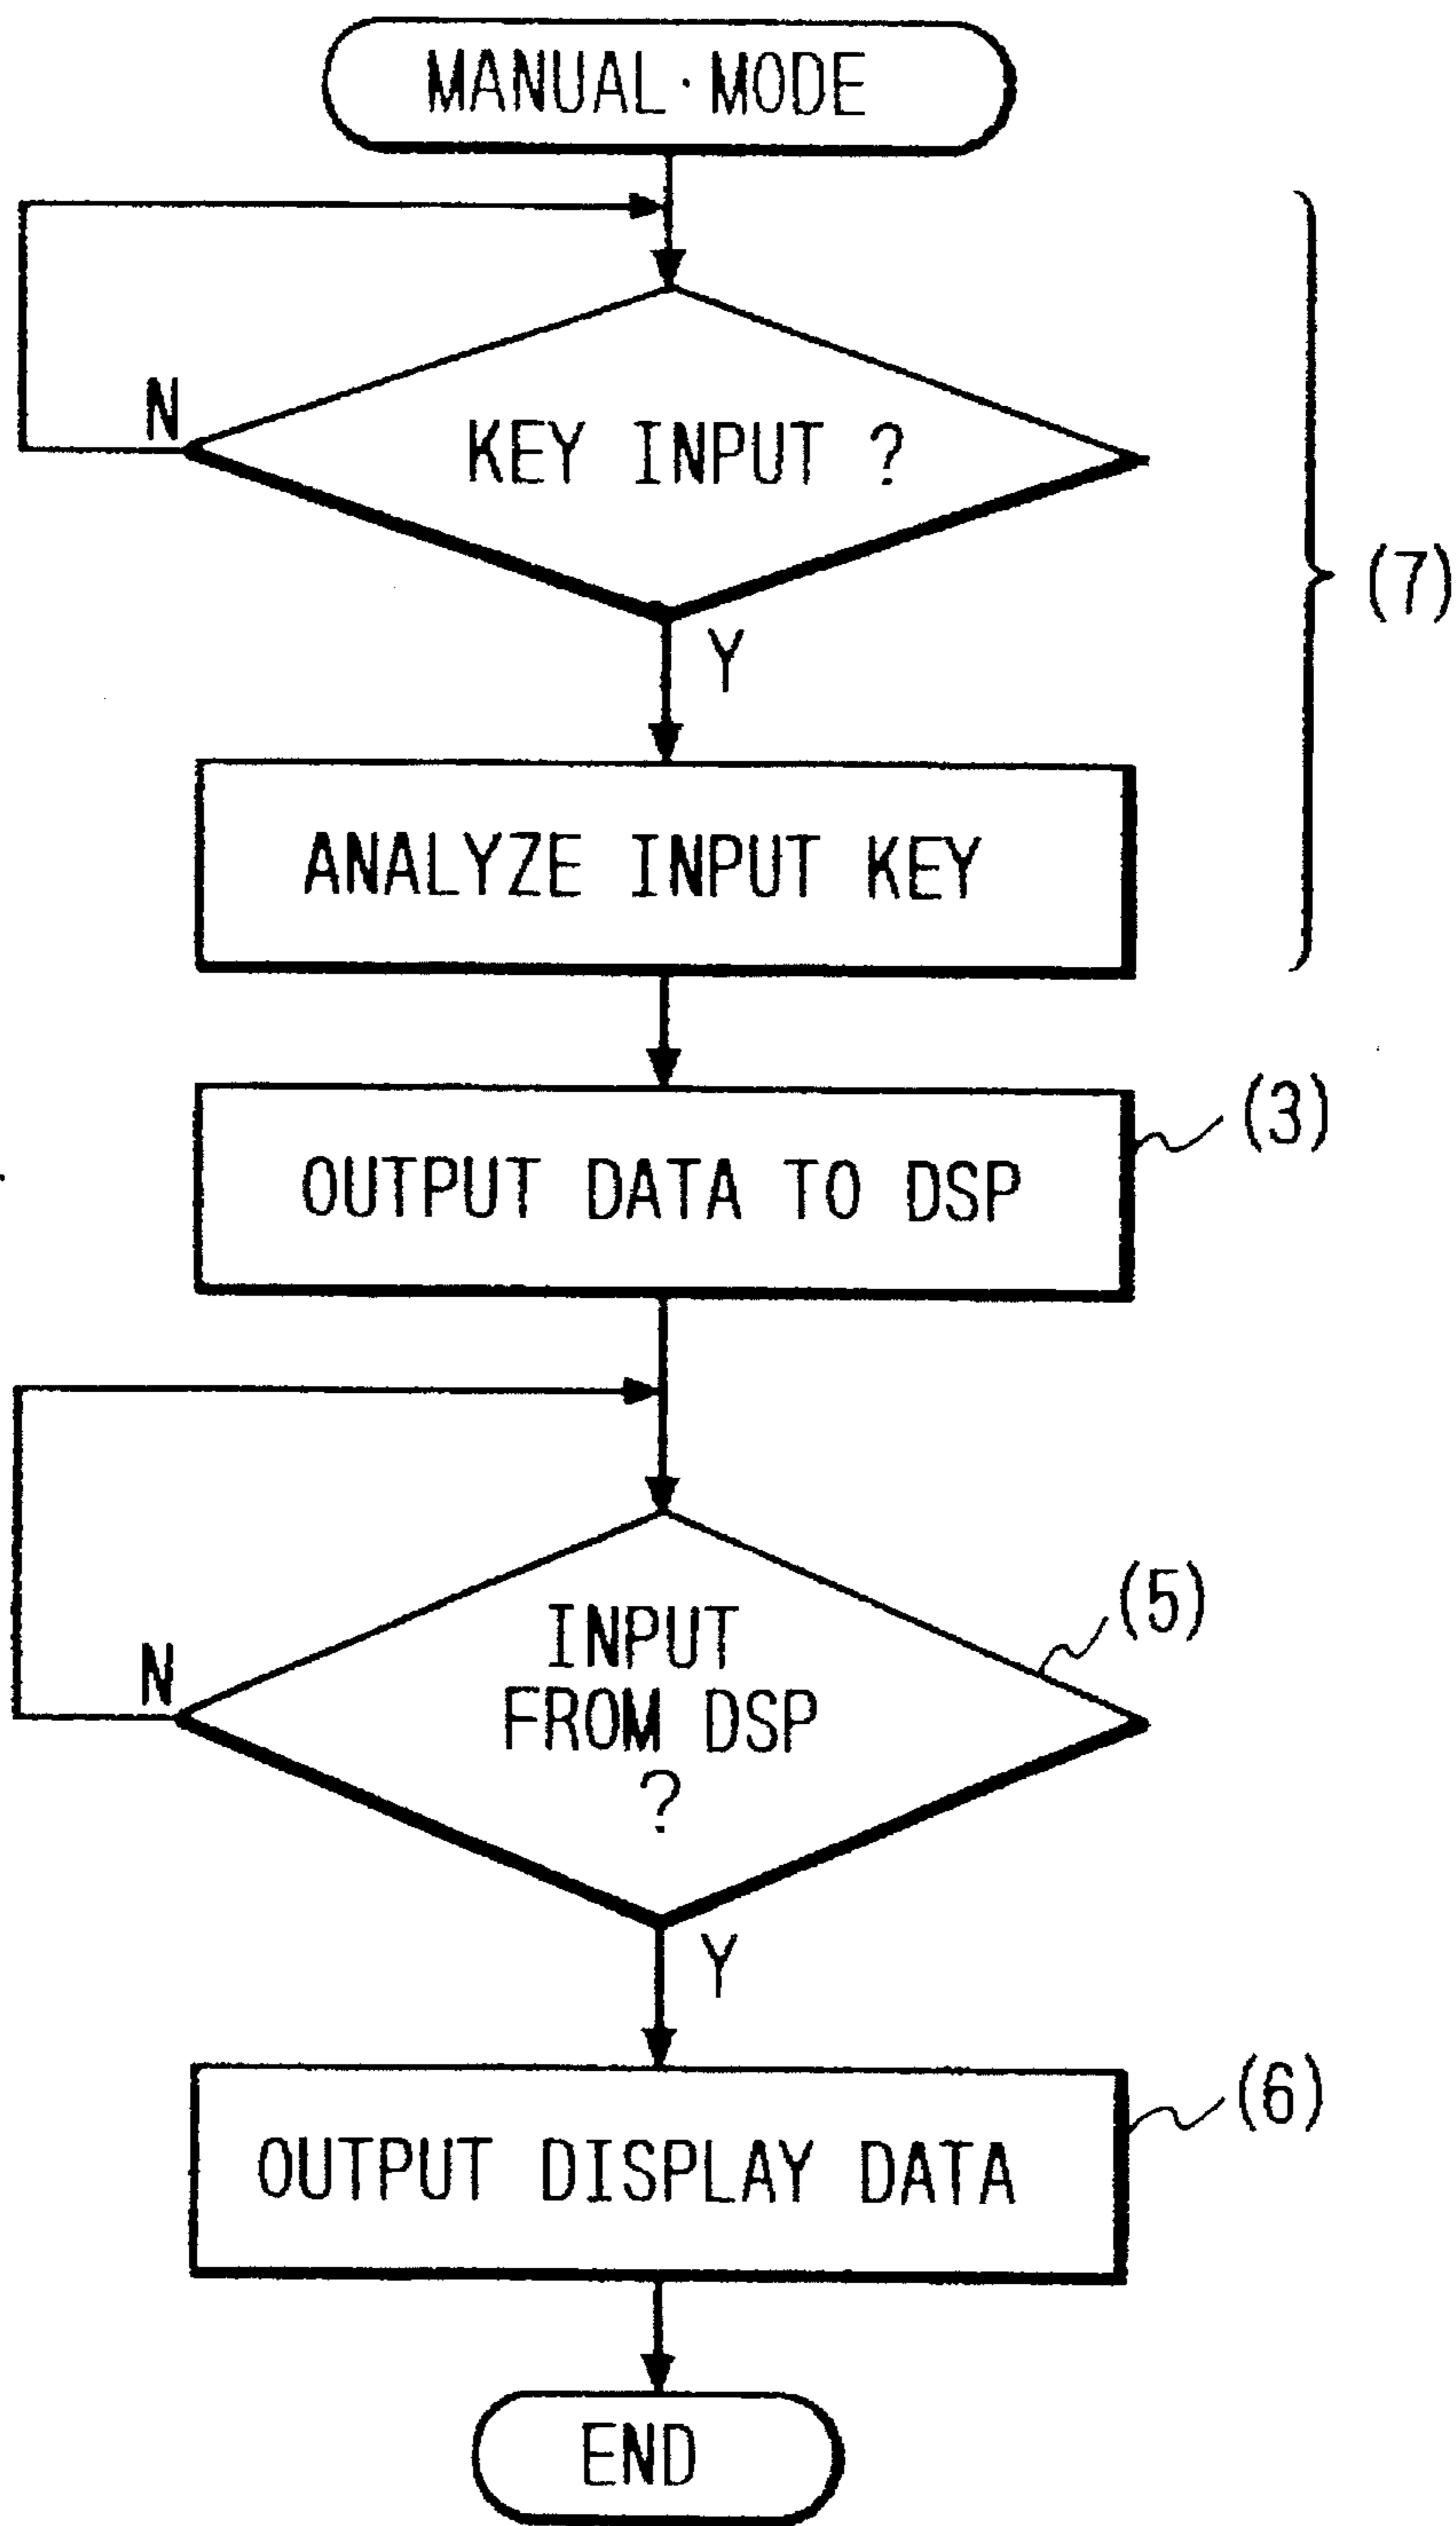 MANUAL·MODE
N
KEY INPUT ?
(7)
Y
ANALYZE INPUT KEY
(3)
OUTPUT DATA TO DSP
(5)
N
INPUT
FROM DSP
?
Y
(6)
OUTPUT DISPLAY DATA
END